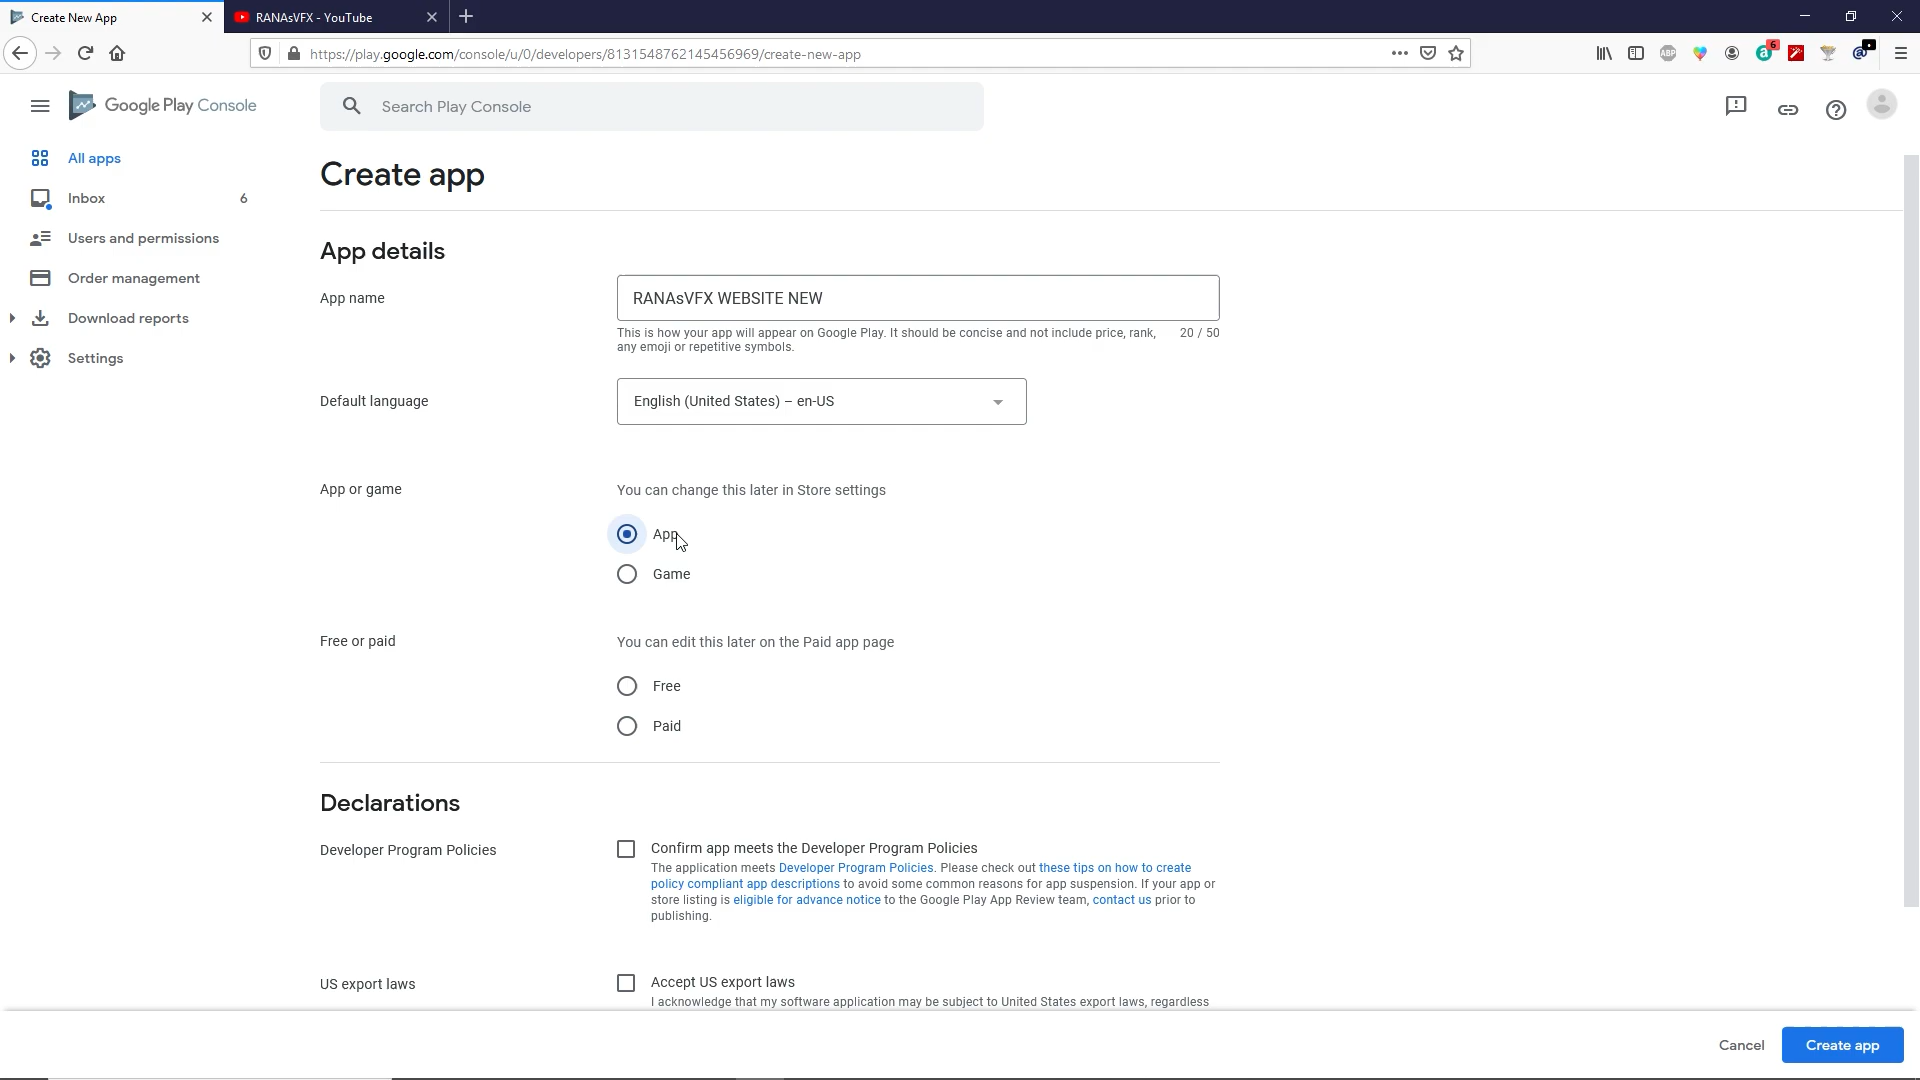 Create New App
RANAsVFX - YouTube
https://play.google.com/console/u/0/developers/8131548762145456969/create-new-app
ABP
6
Google Play Console
Search Play Console
All apps
Inbox 6
Users and permissions
Order management
Download reports
Settings
Create app
App details
App name
RANAsVFX WEBSITE NEW
This is how your app will appear on Google Play. It should be concise and not include price, rank, 20 / 50
any emoji or repetitive symbols.
Default language
English (United States) – en-US
App or game
You can change this later in Store settings
App
Game
Free or paid
You can edit this later on the Paid app page
Free
Paid
Declarations
Developer Program Policies
Confirm app meets the Developer Program Policies
The application meets Developer Program Policies. Please check out these tips on how to create
policy compliant app descriptions to avoid some common reasons for app suspension. If your app or
store listing is eligible for advance notice to the Google Play App Review team, contact us prior to
publishing.
US export laws
Accept US export laws
I acknowledge that my software application may be subject to United States export laws, regardless
Cancel
Create app